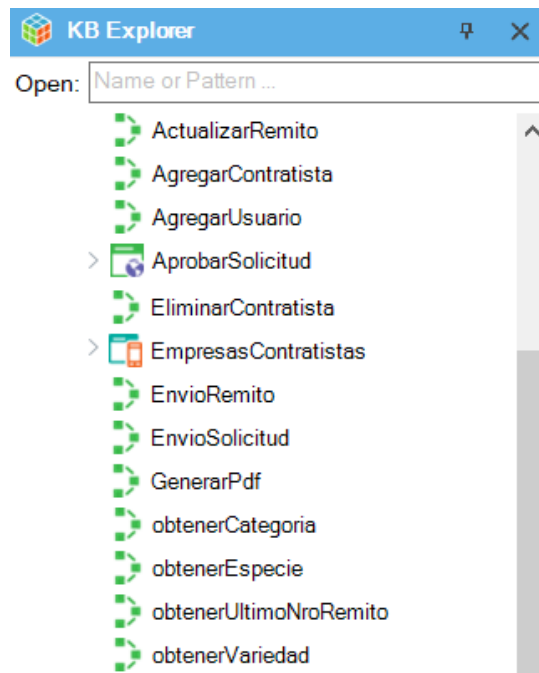 KB Explorer
Open: Name or Pattern ...
ActualizarRemito
AgregarContratista
AgregarUsuario
AprobarSolicitud
EliminarContratista
EmpresasContratistas
EnvioRemito
EnvioSolicitud
GenerarPdf
obtenerCategoria
obtenerEspecie
obtenerUltimoNroRemito
obtenerVariedad